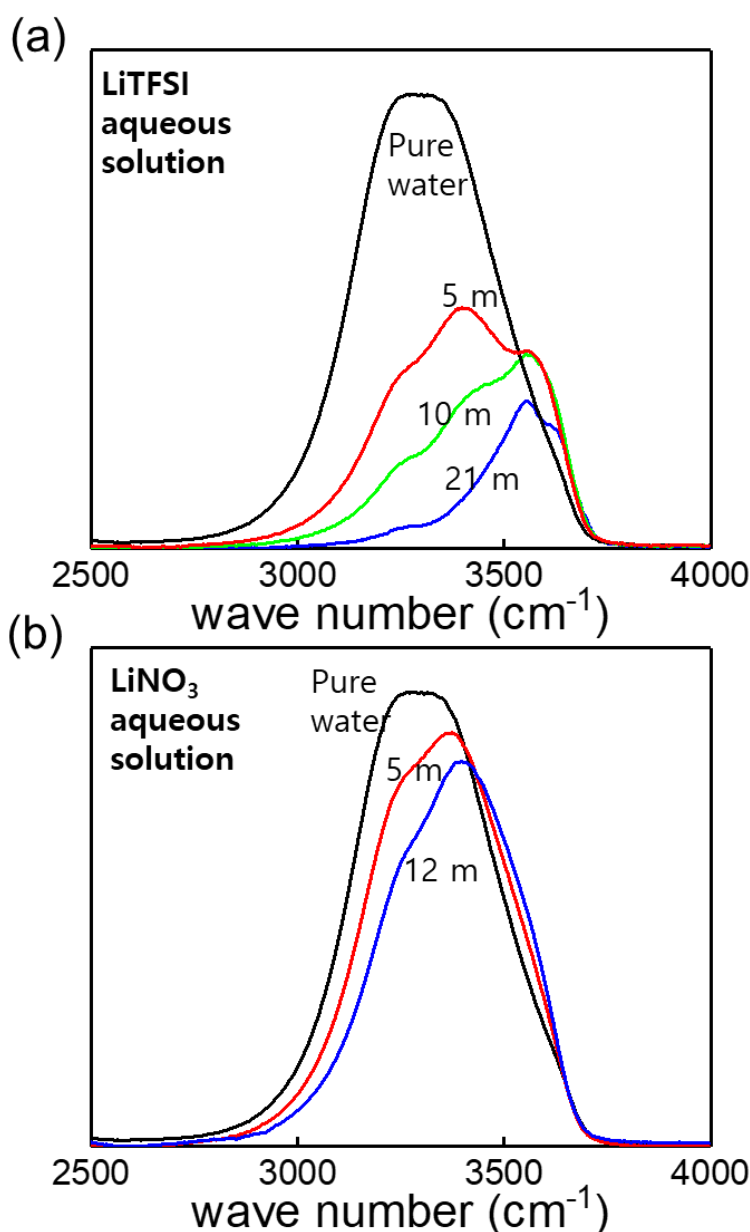 (a)
LiTFSI
aqueous
solution
Pure
water
5 m
10 m
21 m
2500 3000 3500 4000
wave number (cm⁻¹)
(b)
LiNO₃
aqueous
solution
Pure
water
5 m
12 m
2500 3000 3500 4000
wave number (cm⁻¹)